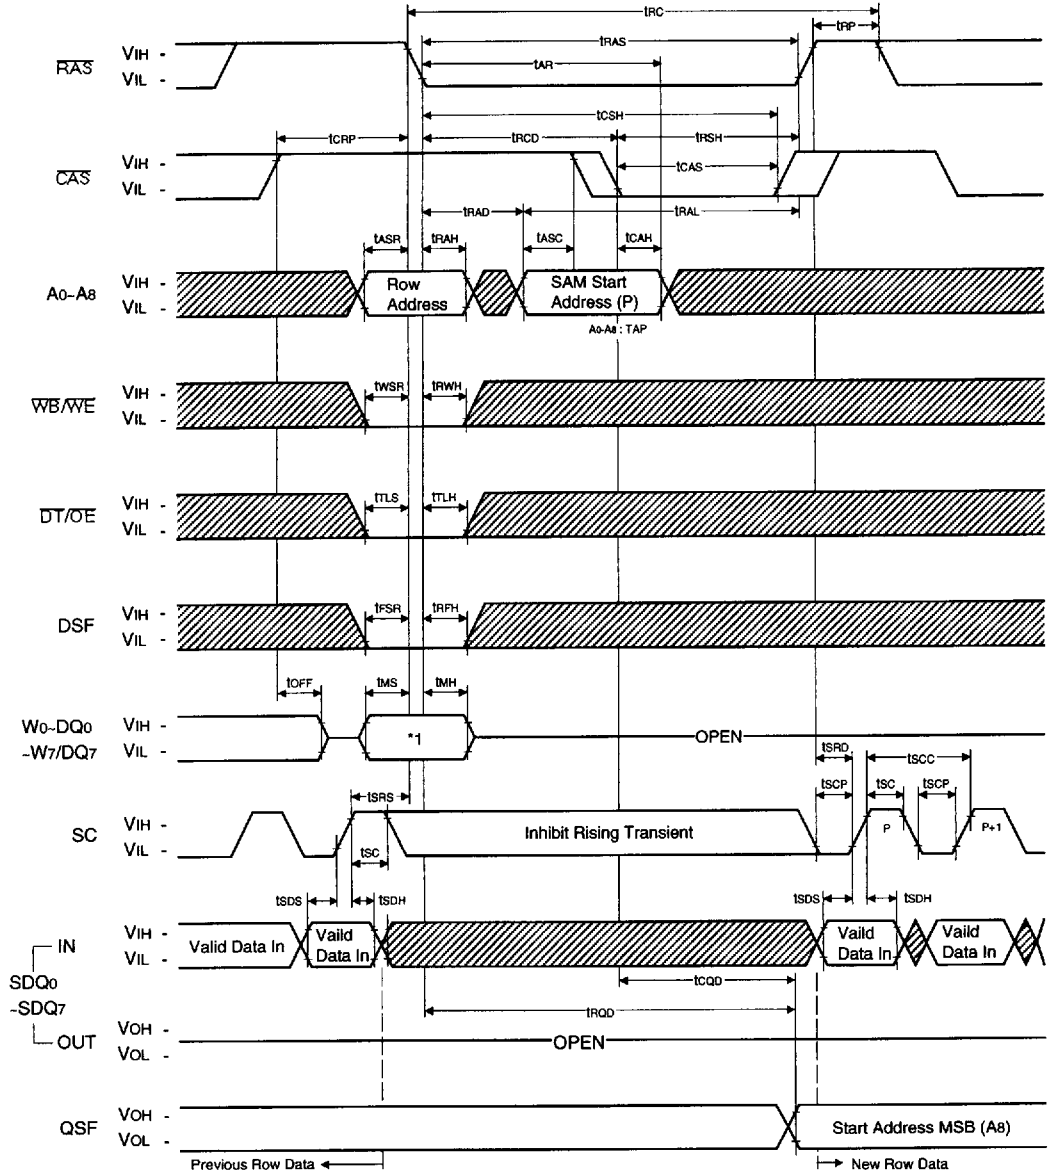 tRC
tRP
tRAS
RAS
VIH -
VIL -
tAR
tCSH
tCRP
tRCD
tRSH
CAS
VIH -
VIL -
tCAS
tRAD
tRAL
tASR
tRAH
tASC
tCAH
A0~A8
VIH -
VIL -
Row
Address
SAM Start
Address (P)
A0-A8 : TAP
WB/WE
VIH -
VIL -
tWSR
tRWH
DT/OE
VIH -
VIL -
tTLS
tTLH
DSF
VIH -
VIL -
tFSR
tRFH
tOFF
tMS
tMH
W0~DQ0
~W7/DQ7
VIH -
VIL -
*1
OPEN
tSRD
tSCC
tSRS
tSCP
tSC
tSCP
SC
VIH -
VIL -
Inhibit Rising Transient
P
P+1
tSC
tSDS
tSDH
tSDS
tSDH
IN
VIH -
VIL -
Valid Data In
Vaild
Data In
Vaild
Data In
Vaild
Data In
SDQ0
~SDQ7
tCQD
tRQD
OUT
VOH -
VOL -
OPEN
QSF
VOH -
VOL -
Start Address MSB (A8)
Previous Row Data
New Row Data